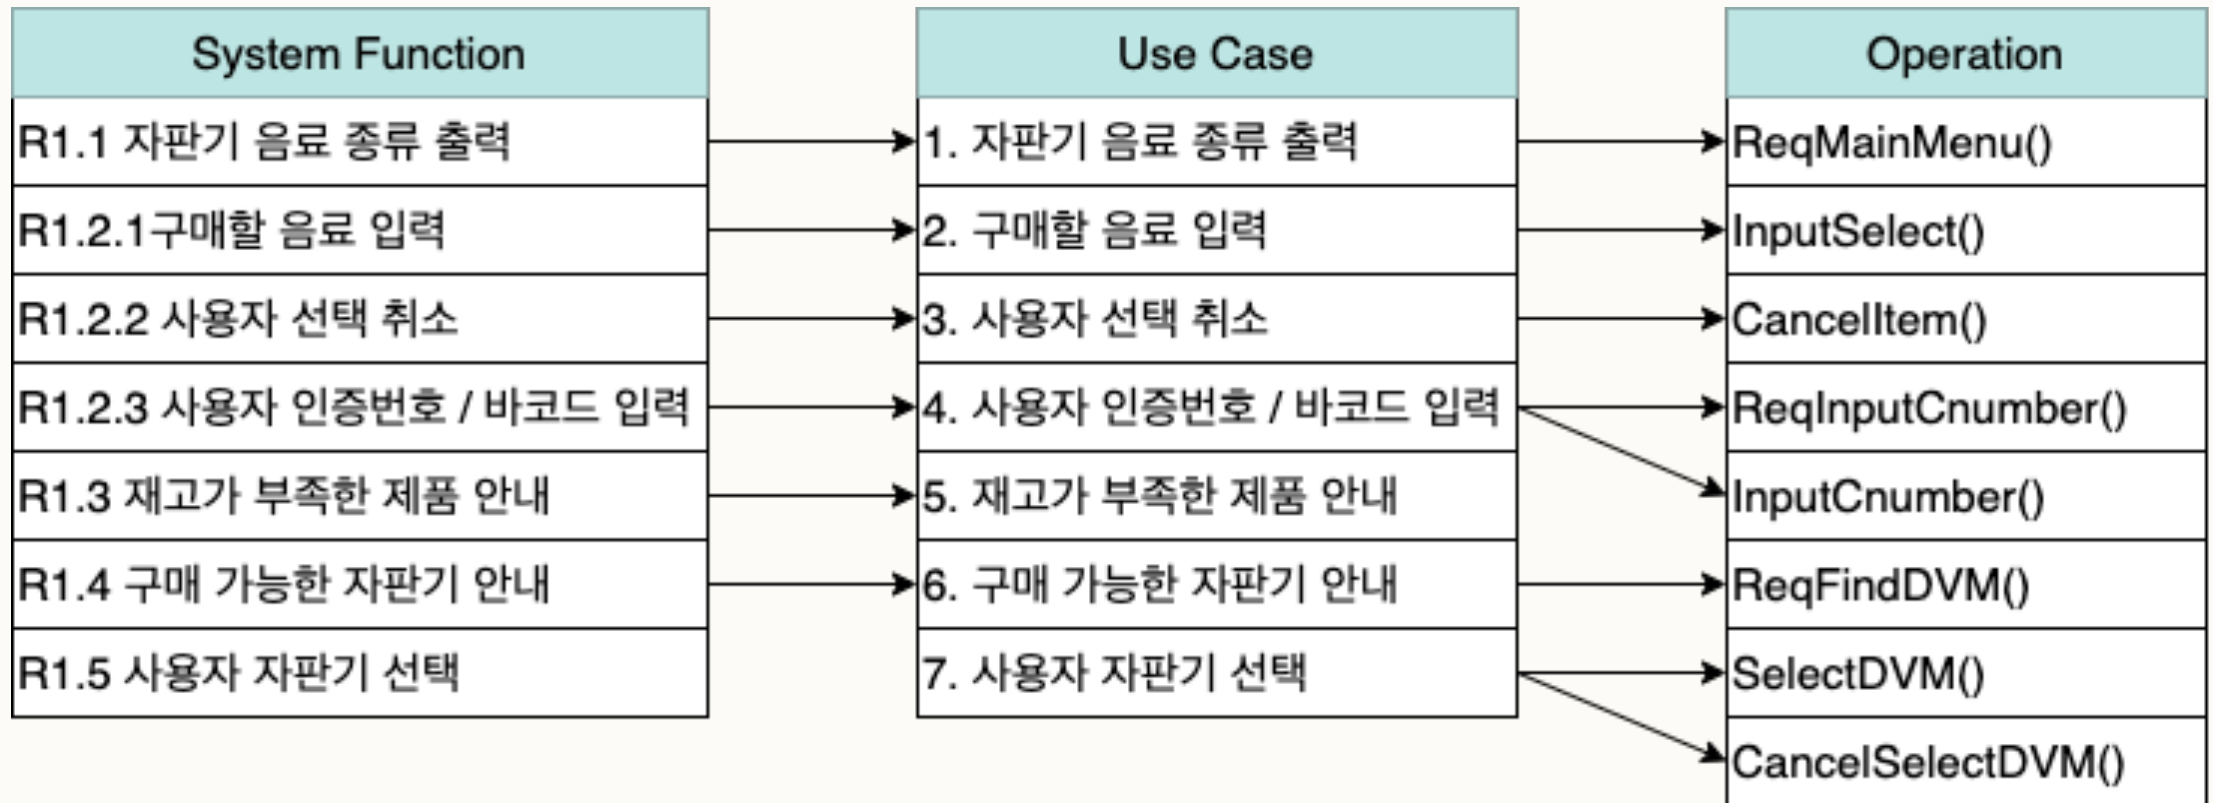 System Function
R1.1 자판기 음료 종류 출력
R1.2.1구매할 음료 입력
R1.2.2 사용자 선택 취소
R1.2.3 사용자 인증번호 / 바코드 입력
R1.3 재고가 부족한 제품 안내
R1.4 구매 가능한 자판기 안내
R1.5 사용자 자판기 선택
Use Case
1. 자판기 음료 종류 출력
2. 구매할 음료 입력
3. 사용자 선택 취소
4. 사용자 인증번호 / 바코드 입력
5. 재고가 부족한 제품 안내
6. 구매 가능한 자판기 안내
7. 사용자 자판기 선택
Operation
ReqMainMenu()
InputSelect()
CancelItem()
ReqInputCnumber()
InputCnumber()
ReqFindDVM()
SelectDVM()
CancelSelectDVM()